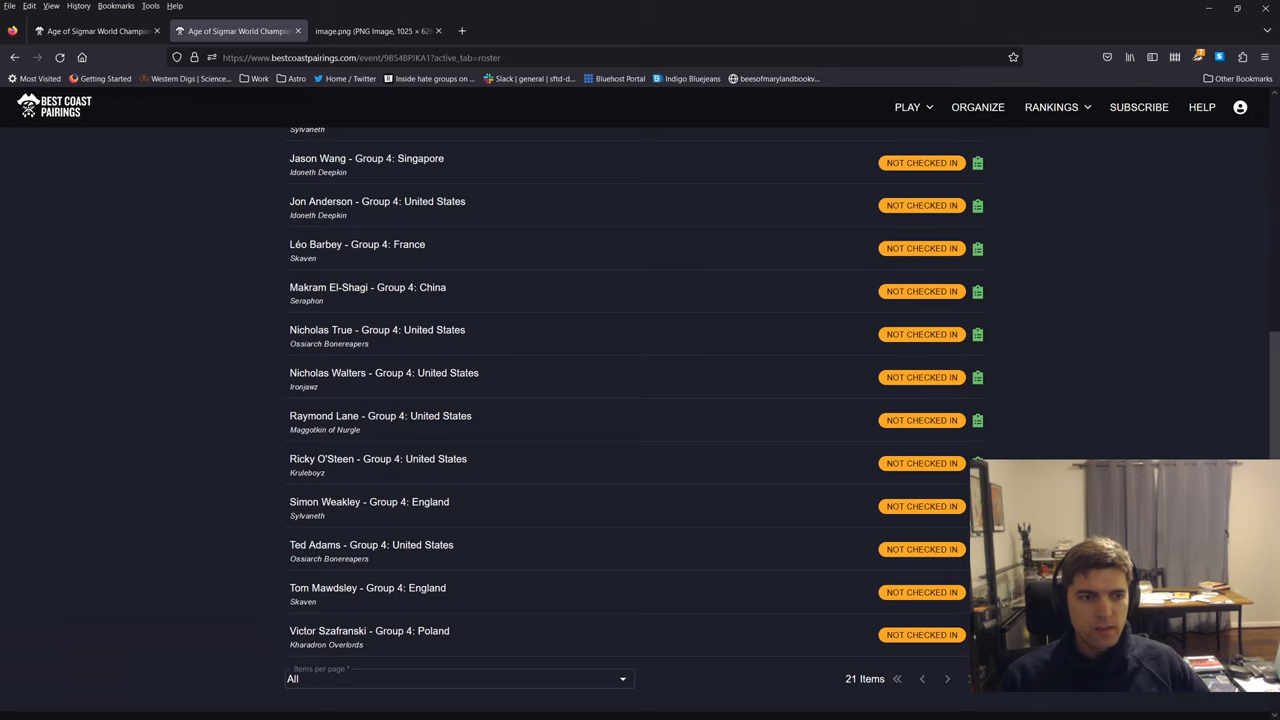 File Edit View History Bookmarks Tools Help
Age of Sigmar World Champion × Age of Sigmar World Champion × image.png (PNG Image, 1025 × 62 × +
https://www.bestcoastpairings.com/event/9B54BPJKA1?active_tab=roster
Most Visited Getting Started Western Digs | Science... Work Astro Home / Twitter Inside hate groups on ... Slack | general | sftd-d... Bluehost Portal Indigo Bluejeans beesofmarylandbookv... Other Bookmarks
BEST COAST
PAIRINGS
PLAY ORGANIZE RANKINGS SUBSCRIBE HELP
Sylvaneth
Jason Wang - Group 4: Singapore
Idoneth Deepkin
NOT CHECKED IN
Jon Anderson - Group 4: United States
Idoneth Deepkin
NOT CHECKED IN
Léo Barbey - Group 4: France
Skaven
NOT CHECKED IN
Makram El-Shagi - Group 4: China
Seraphon
NOT CHECKED IN
Nicholas True - Group 4: United States
Ossiarch Bonereapers
NOT CHECKED IN
Nicholas Walters - Group 4: United States
Ironjawz
NOT CHECKED IN
Raymond Lane - Group 4: United States
Maggotkin of Nurgle
NOT CHECKED IN
Ricky O'Steen - Group 4: United States
Kruleboyz
NOT CHECKED IN
Simon Weakley - Group 4: England
Sylvaneth
NOT CHECKED IN
Ted Adams - Group 4: United States
Ossiarch Bonereapers
NOT CHECKED IN
Tom Mawdsley - Group 4: England
Skaven
NOT CHECKED IN
Victor Szafranski - Group 4: Poland
Kharadron Overlords
NOT CHECKED IN
Items per page *
All
21 Items